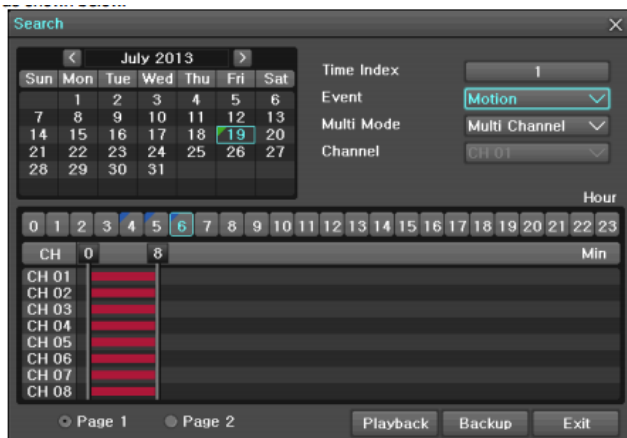 as shown below
Search
July 2013
Sun Mon Tue Wed Thu Fri Sat
1 2 3 4 5 6
7 8 9 10 11 12 13
14 15 16 17 18 19 20
21 22 23 24 25 26 27
28 29 30 31
Time Index 1
Event Motion
Multi Mode Multi Channel
Channel CH 01
Hour
0 1 2 3 4 5 6 7 8 9 10 11 12 13 14 15 16 17 18 19 20 21 22 23
CH 0 8 Min
CH 01
CH 02
CH 03
CH 04
CH 05
CH 06
CH 07
CH 08
Page 1 Page 2 Playback Backup Exit